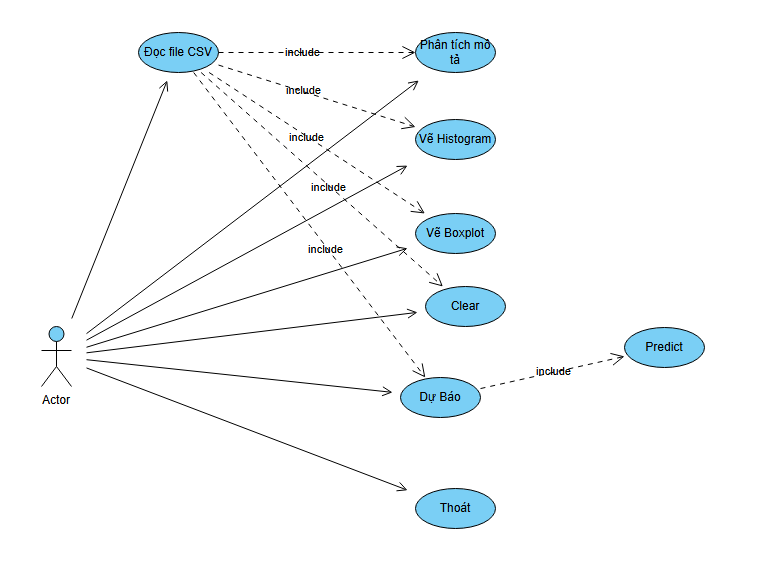 Đọc file CSV
include
Phân tích mô
tả
include
Vẽ Histogram
include
include
Vẽ Boxplot
include
Clear
Predict
include
Actor
Dự Báo
Thoát